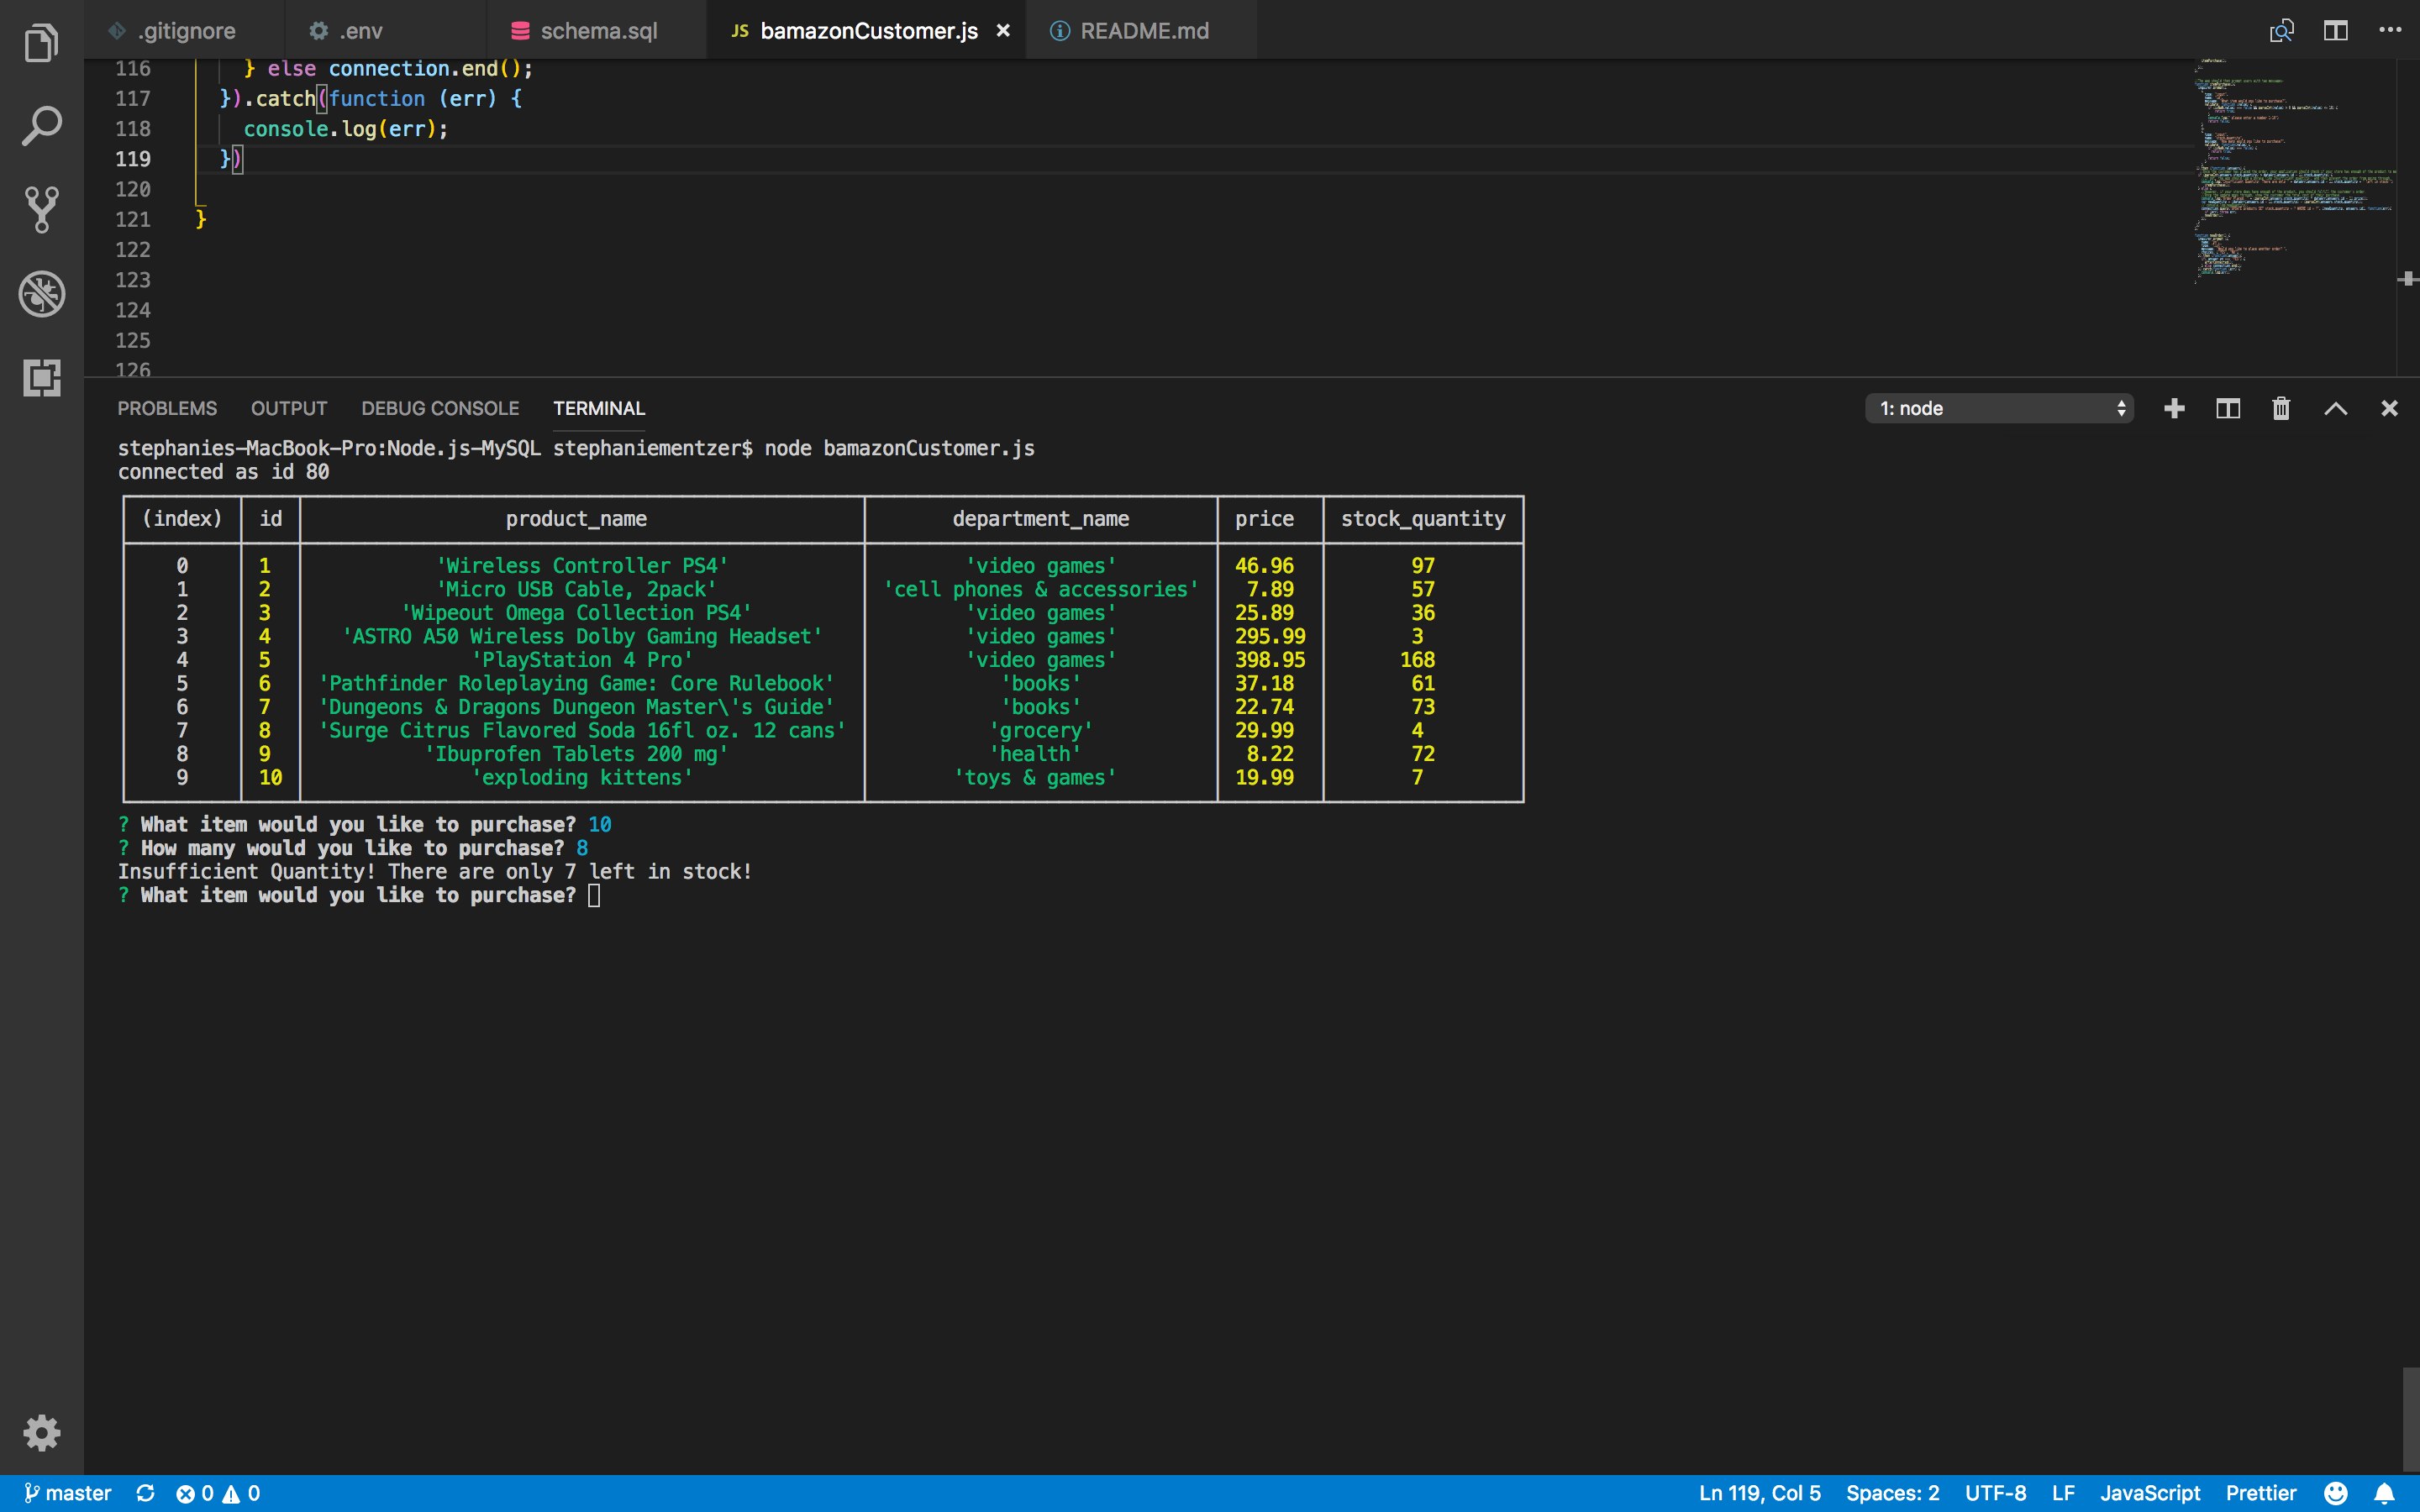 .gitignore .env schema.sql JS bamazonCustomer.js × README.md
116 } else connection.end();
117 }).catch(function (err) {
118 console.log(err);
119 })
120
121 }
122
123
124
125
126
PROBLEMS OUTPUT DEBUG CONSOLE TERMINAL 1: node
stephanies-MacBook-Pro:Node.js-MySQL stephaniementzer$ node bamazonCustomer.js
connected as id 80
(index) id product_name department_name price stock_quantity
0 1 'Wireless Controller PS4' 'video games' 46.96 97
1 2 'Micro USB Cable, 2pack' 'cell phones & accessories' 7.89 57
2 3 'Wipeout Omega Collection PS4' 'video games' 25.89 36
3 4 'ASTRO A50 Wireless Dolby Gaming Headset' 'video games' 295.99 3
4 5 'PlayStation 4 Pro' 'video games' 398.95 168
5 6 'Pathfinder Roleplaying Game: Core Rulebook' 'books' 37.18 61
6 7 'Dungeons & Dragons Dungeon Master\'s Guide' 'books' 22.74 73
7 8 'Surge Citrus Flavored Soda 16fl oz. 12 cans' 'grocery' 29.99 4
8 9 'Ibuprofen Tablets 200 mg' 'health' 8.22 72
9 10 'exploding kittens' 'toys & games' 19.99 7
? What item would you like to purchase? 10
? How many would you like to purchase? 8
Insufficient Quantity! There are only 7 left in stock!
? What item would you like to purchase?
master 0 0 Ln 119, Col 5 Spaces: 2 UTF-8 LF JavaScript Prettier